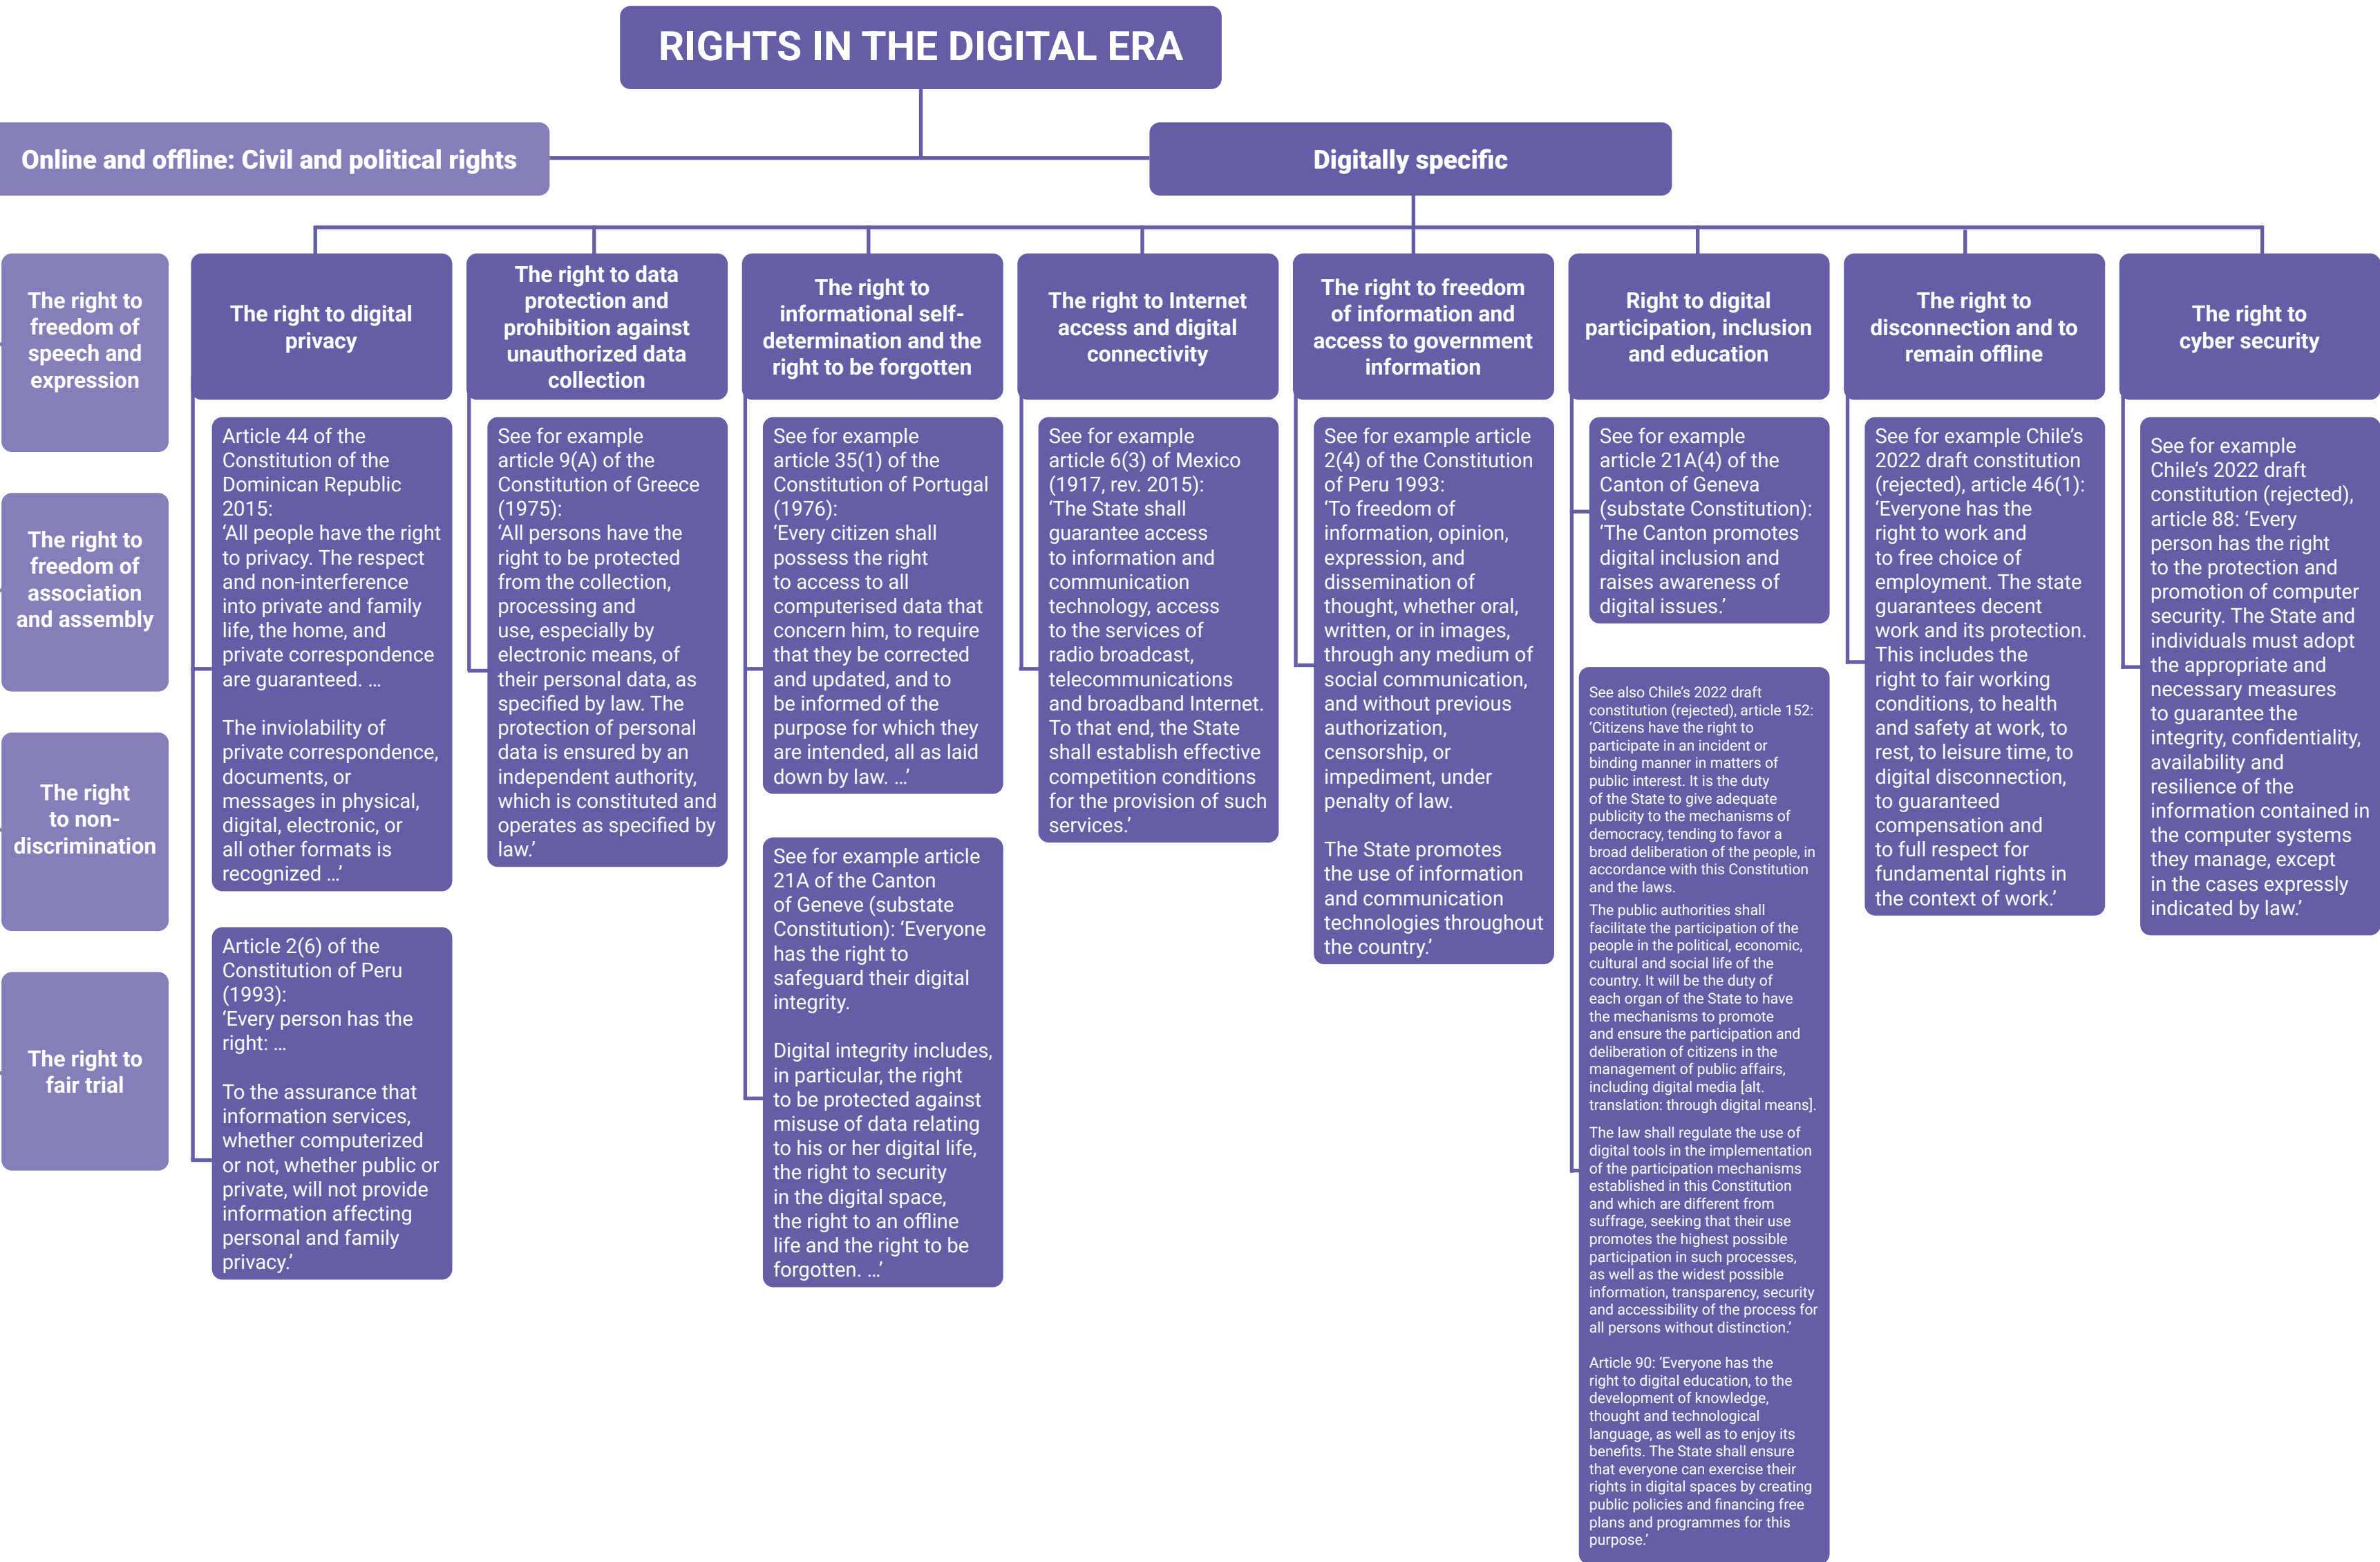 RIGHTS IN THE DIGITAL ERA
Online and offline: Civil and political rights
Digitally specific
The right to
freedom of
speech and
expression
The right to
freedom of
association
and assembly
The right
to non-
discrimination
The right to
fair trial
The right to digital
privacy
Article 44 of the
Constitution of the
Dominican Republic
2015:
‘All people have the right
to privacy. The respect
and non-interference
into private and family
life, the home, and
private correspondence
are guaranteed. ...
The inviolability of
private correspondence,
documents, or
messages in physical,
digital, electronic, or
all other formats is
recognized ...’
Article 2(6) of the
Constitution of Peru
(1993):
‘Every person has the
right: ...
To the assurance that
information services,
whether computerized
or not, whether public or
private, will not provide
information affecting
personal and family
privacy.’
The right to data
protection and
prohibition against
unauthorized data
collection
See for example
article 9(A) of the
Constitution of Greece
(1975):
‘All persons have the
right to be protected
from the collection,
processing and
use, especially by
electronic means, of
their personal data, as
specified by law. The
protection of personal
data is ensured by an
independent authority,
which is constituted and
operates as specified by
law.’
The right to
informational self-
determination and the
right to be forgotten
See for example
article 35(1) of the
Constitution of Portugal
(1976):
‘Every citizen shall
possess the right
to access to all
computerised data that
concern him, to require
that they be corrected
and updated, and to
be informed of the
purpose for which they
are intended, all as laid
down by law. ...’
See for example article
21A of the Canton
of Geneve (substate
Constitution): ‘Everyone
has the right to
safeguard their digital
integrity.
Digital integrity includes,
in particular, the right
to be protected against
misuse of data relating
to his or her digital life,
the right to security
in the digital space,
the right to an offline
life and the right to be
forgotten. ...’
The right to Internet
access and digital
connectivity
See for example
article 6(3) of Mexico
(1917, rev. 2015):
‘The State shall
guarantee access
to information and
communication
technology, access
to the services of
radio broadcast,
telecommunications
and broadband Internet.
To that end, the State
shall establish effective
competition conditions
for the provision of such
services.’
The right to freedom
of information and
access to government
information
See for example article
2(4) of the Constitution
of Peru 1993:
‘To freedom of
information, opinion,
expression, and
dissemination of
thought, whether oral,
written, or in images,
through any medium of
social communication,
and without previous
authorization,
censorship, or
impediment, under
penalty of law.
The State promotes
the use of information
and communication
technologies throughout
the country.’
Right to digital
participation, inclusion
and education
See for example
article 21A(4) of the
Canton of Geneva
(substate Constitution):
‘The Canton promotes
digital inclusion and
raises awareness of
digital issues.’
See also Chile’s 2022 draft
constitution (rejected), article 152:
‘Citizens have the right to
participate in an incident or
binding manner in matters of
public interest. It is the duty
of the State to give adequate
publicity to the mechanisms of
democracy, tending to favor a
broad deliberation of the people, in
accordance with this Constitution
and the laws.
The public authorities shall
facilitate the participation of the
people in the political, economic,
cultural and social life of the
country. It will be the duty of
each organ of the State to have
the mechanisms to promote
and ensure the participation and
deliberation of citizens in the
management of public affairs,
including digital media [alt.
translation: through digital means].
The law shall regulate the use of
digital tools in the implementation
of the participation mechanisms
established in this Constitution
and which are different from
suffrage, seeking that their use
promotes the highest possible
participation in such processes,
as well as the widest possible
information, transparency, security
and accessibility of the process for
all persons without distinction.’
Article 90: ‘Everyone has the
right to digital education, to the
development of knowledge,
thought and technological
language, as well as to enjoy its
benefits. The State shall ensure
that everyone can exercise their
rights in digital spaces by creating
public policies and financing free
plans and programmes for this
purpose.’
The right to
disconnection and to
remain offline
See for example Chile’s
2022 draft constitution
(rejected), article 46(1):
‘Everyone has the
right to work and
to free choice of
employment. The state
guarantees decent
work and its protection.
This includes the
right to fair working
conditions, to health
and safety at work, to
rest, to leisure time, to
digital disconnection,
to guaranteed
compensation and
to full respect for
fundamental rights in
the context of work.’
The right to
cyber security
See for example
Chile’s 2022 draft
constitution (rejected),
article 88: ‘Every
person has the right
to the protection and
promotion of computer
security. The State and
individuals must adopt
the appropriate and
necessary measures
to guarantee the
integrity, confidentiality,
availability and
resilience of the
information contained in
the computer systems
they manage, except
in the cases expressly
indicated by law.’